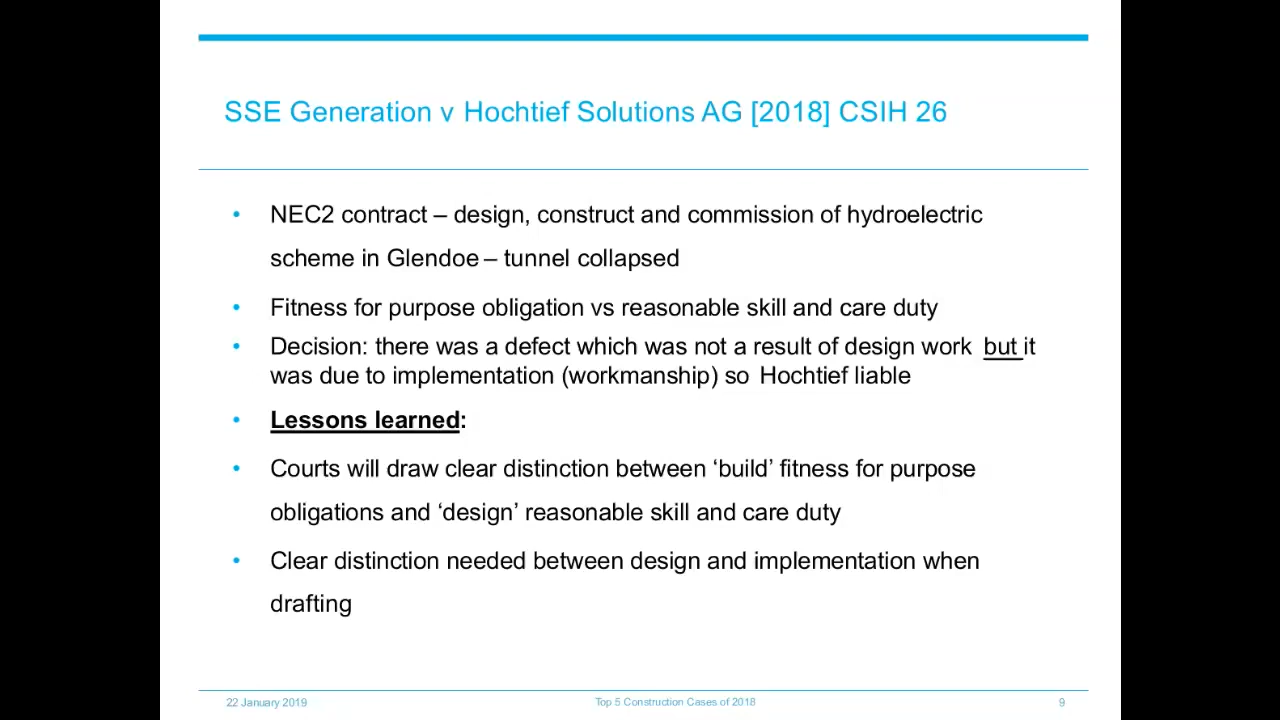 SSE Generation v Hochtief Solutions AG [2018] CSIH 26
• NEC2 contract – design, construct and commission of hydroelectric
scheme in Glendoe – tunnel collapsed
• Fitness for purpose obligation vs reasonable skill and care duty
• Decision: there was a defect which was not a result of design work but it
was due to implementation (workmanship) so Hochtief liable
• Lessons learned:
• Courts will draw clear distinction between ‘build’ fitness for purpose
obligations and ‘design’ reasonable skill and care duty
• Clear distinction needed between design and implementation when
drafting
22 January 2019
Top 5 Construction Cases of 2018
9